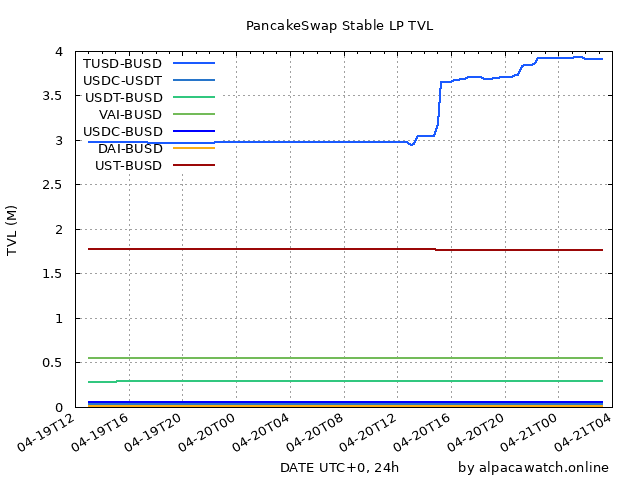 PancakeSwap Stable LP TVL
TVL (M)
4
3.5
3
2.5
2
1.5
1
0.5
0
TUSD-BUSD
USDC-USDT
USDT-BUSD
VAI-BUSD
USDC-BUSD
DAI-BUSD
UST-BUSD
04-19T12
04-19T16
04-19T20
04-20T00
04-20T04
04-20T08
04-20T12
04-20T16
04-20T20
04-21T00
04-21T04
DATE UTC+0, 24h
by alpacawatch.online